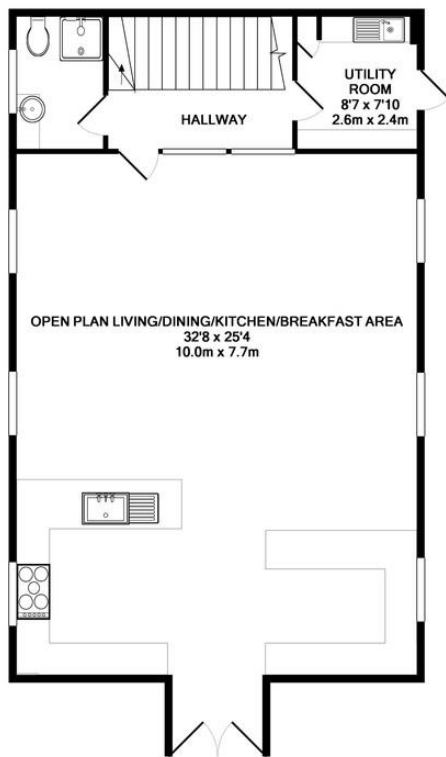 UTILITY
ROOM
8'7 x 7'10
2.6m x 2.4m
HALLWAY
OPEN PLAN LIVING/DINING/KITCHEN/BREAKFAST AREA
32'8 x 25'4
10.0m x 7.7m